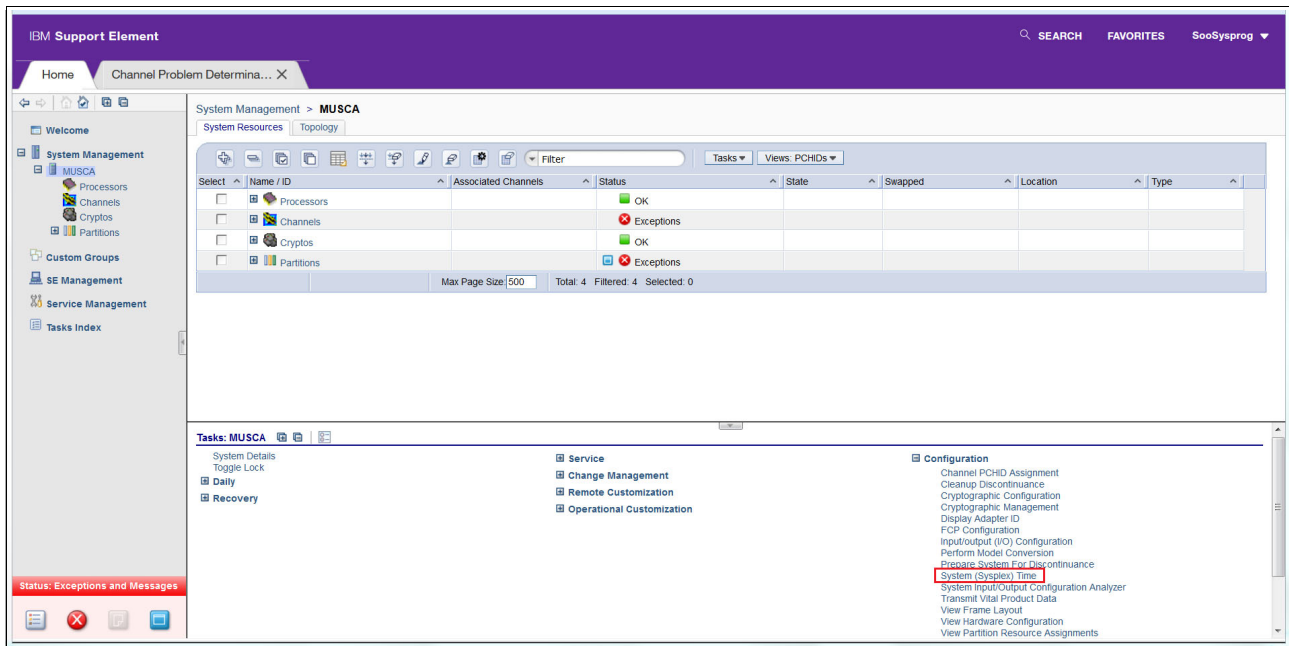 IBM Support Element
SEARCH FAVORITES SooSysprog
Home Channel Problem Determina... X
System Management > MUSCA
System Resources Topology
Welcome
System Management
MUSCA
Processors
Channels
Cryptos
Partitions
Custom Groups
SE Management
Service Management
Tasks Index
Filter Tasks Views: PCHIDs
Select Name / ID Associated Channels Status State Swapped Location Type
Processors OK
Channels Exceptions
Cryptos OK
Partitions Exceptions
Max Page Size: 500 Total: 4 Filtered: 4 Selected: 0
Tasks: MUSCA
System Details
Toggle Lock
Daily
Recovery
Service
Change Management
Remote Customization
Operational Customization
Configuration
Channel PCHID Assignment
Cleanup Discontinuance
Cryptographic Configuration
Cryptographic Management
Display Adapter ID
FCP Configuration
Input/output (I/O) Configuration
Perform Model Conversion
Prepare System For Discontinuance
System (Sysplex) Time
System Input/Output Configuration Analyzer
Transmit Vital Product Data
View Frame Layout
View Hardware Configuration
View Partition Resource Assignments
Status: Exceptions and Messages